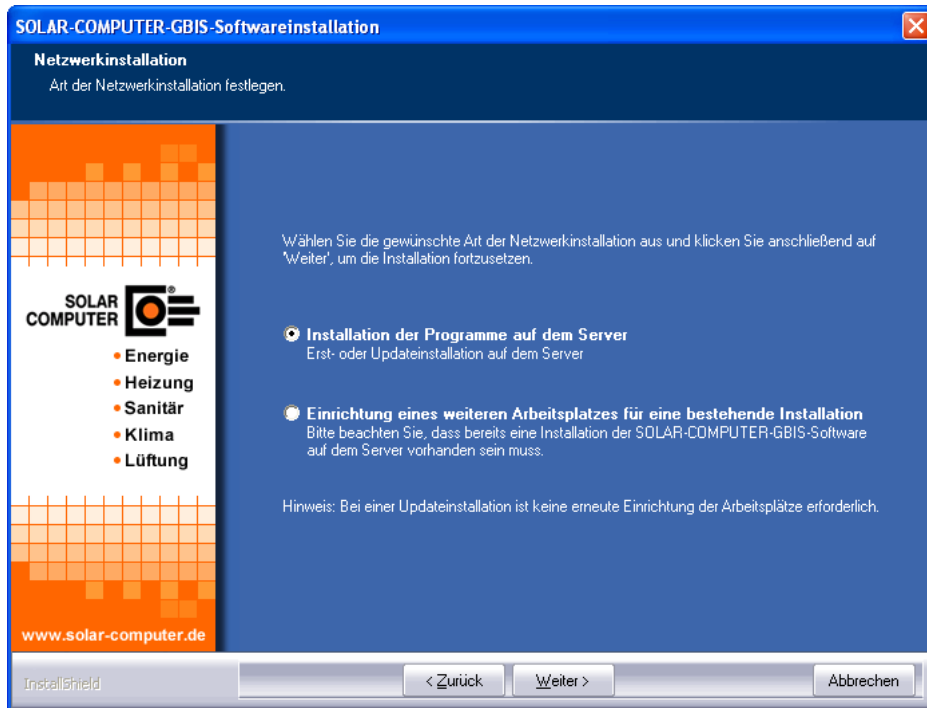 SOLAR-COMPUTER-GBIS-Softwareinstallation
Netzwerkinstallation
Art der Netzwerkinstallation festlegen.
Wählen Sie die gewünschte Art der Netzwerkinstallation aus und klicken Sie anschließend auf
'Weiter', um die Installation fortzusetzen.
SOLAR
COMPUTER
®
• Energie
• Heizung
• Sanitär
• Klima
• Lüftung
Installation der Programme auf dem Server
Erst- oder Updateinstallation auf dem Server
Einrichtung eines weiteren Arbeitsplatzes für eine bestehende Installation
Bitte beachten Sie, dass bereits eine Installation der SOLAR-COMPUTER-GBIS-Software
auf dem Server vorhanden sein muss.
Hinweis: Bei einer Updateinstallation ist keine erneute Einrichtung der Arbeitsplätze erforderlich.
www.solar-computer.de
InstallShield
< Zurück
Weiter >
Abbrechen